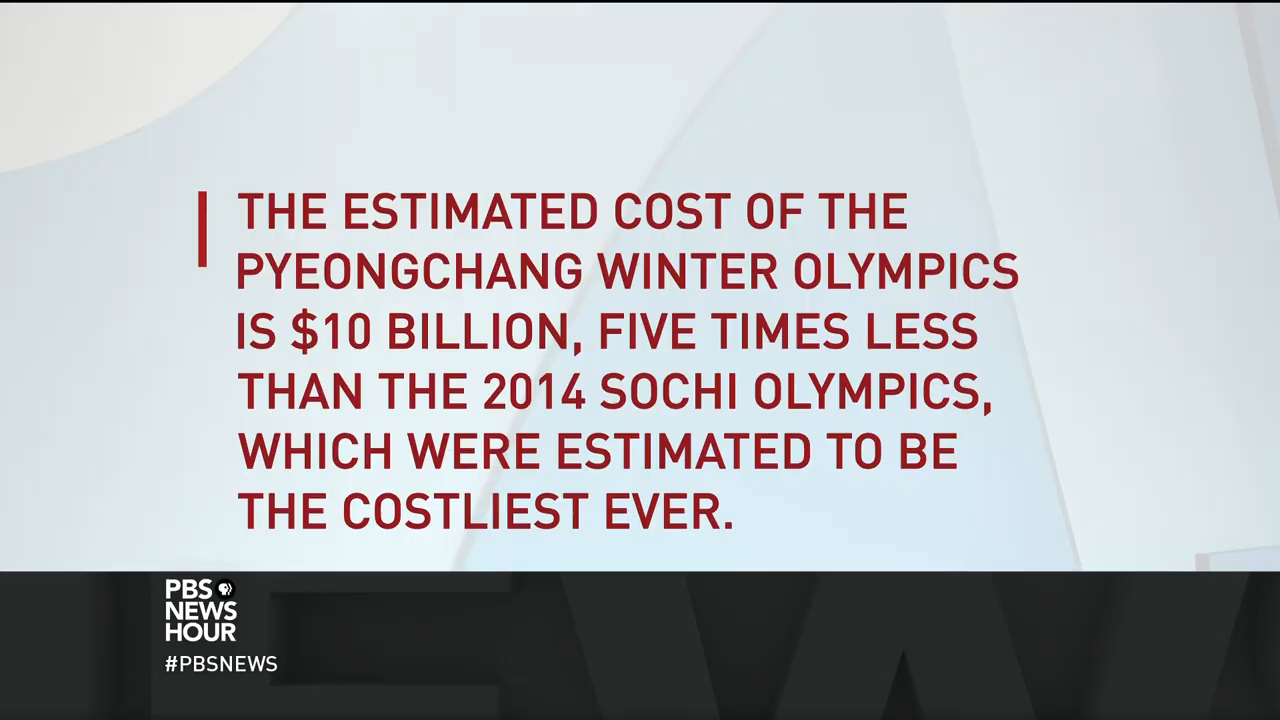 THE ESTIMATED COST OF THE
PYEONGCHANG WINTER OLYMPICS
IS $10 BILLION, FIVE TIMES LESS
THAN THE 2014 SOCHI OLYMPICS,
WHICH WERE ESTIMATED TO BE
THE COSTLIEST EVER.
PBS
NEWS
HOUR
#PBSNEWS